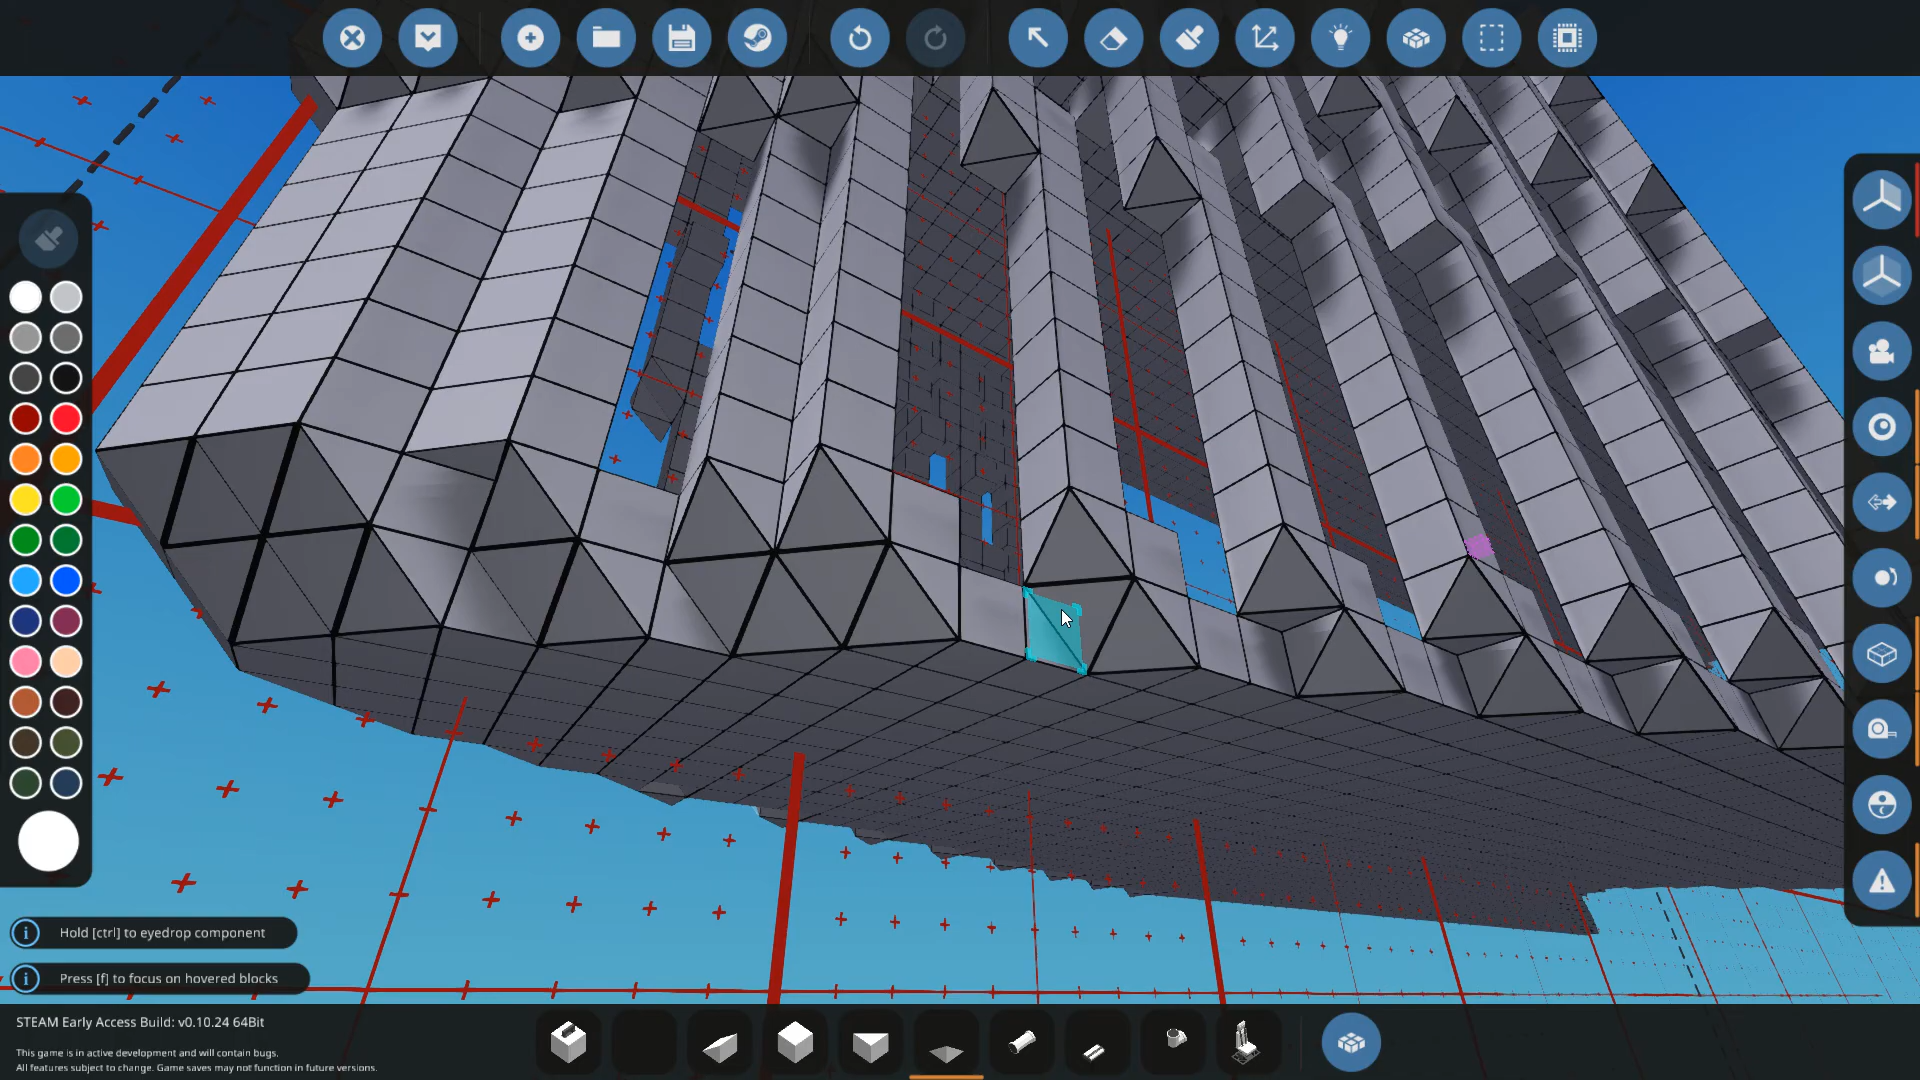 Hold [ctrl] to eyedrop component
Press [f] to focus on hovered blocks
STEAM Early Access Build: v0.10.24 64Bit
This game is in active development and will contain bugs.
All features subject to change. Game saves may not function in future versions.